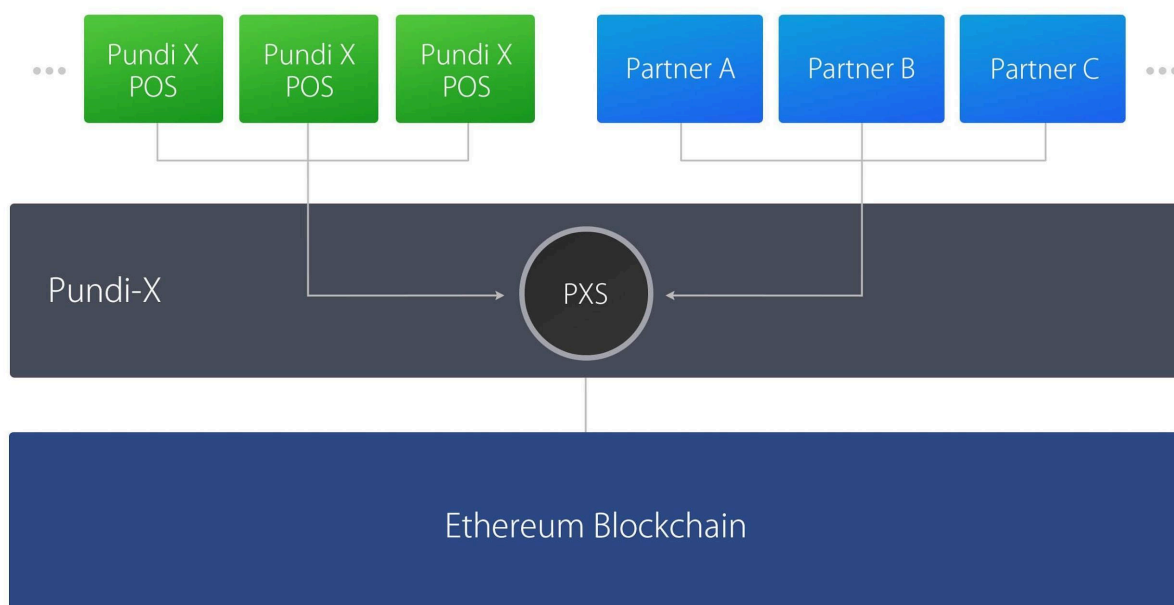 Pundi X
POS
Pundi X
POS
Pundi X
POS
Partner A
Partner B
Partner C
Pundi-X
PXS
Ethereum Blockchain